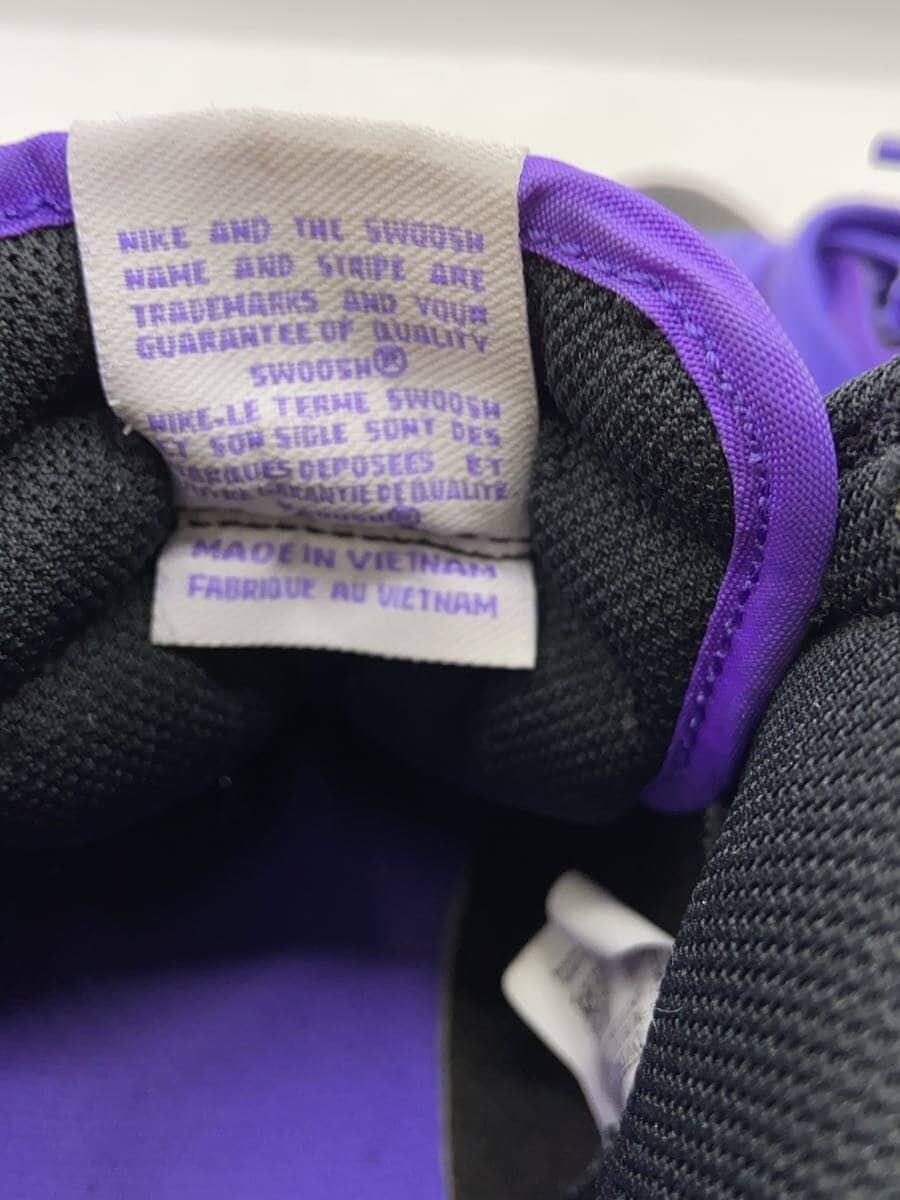 NIKE AND THE SWOOSH
NAME AND STRIPE ARE
TRADEMARKS AND YOUR
GUARANTEE OF QUALITY
SWOOSH®
NIKE-LE TERME SWOOSH
ET SON SIGLE SONT DES
MARQUES DEPOSEES ET
GARANTIE DE QUALITE
MADE IN VIETNAM
FABRIQUE AU VIETNAM